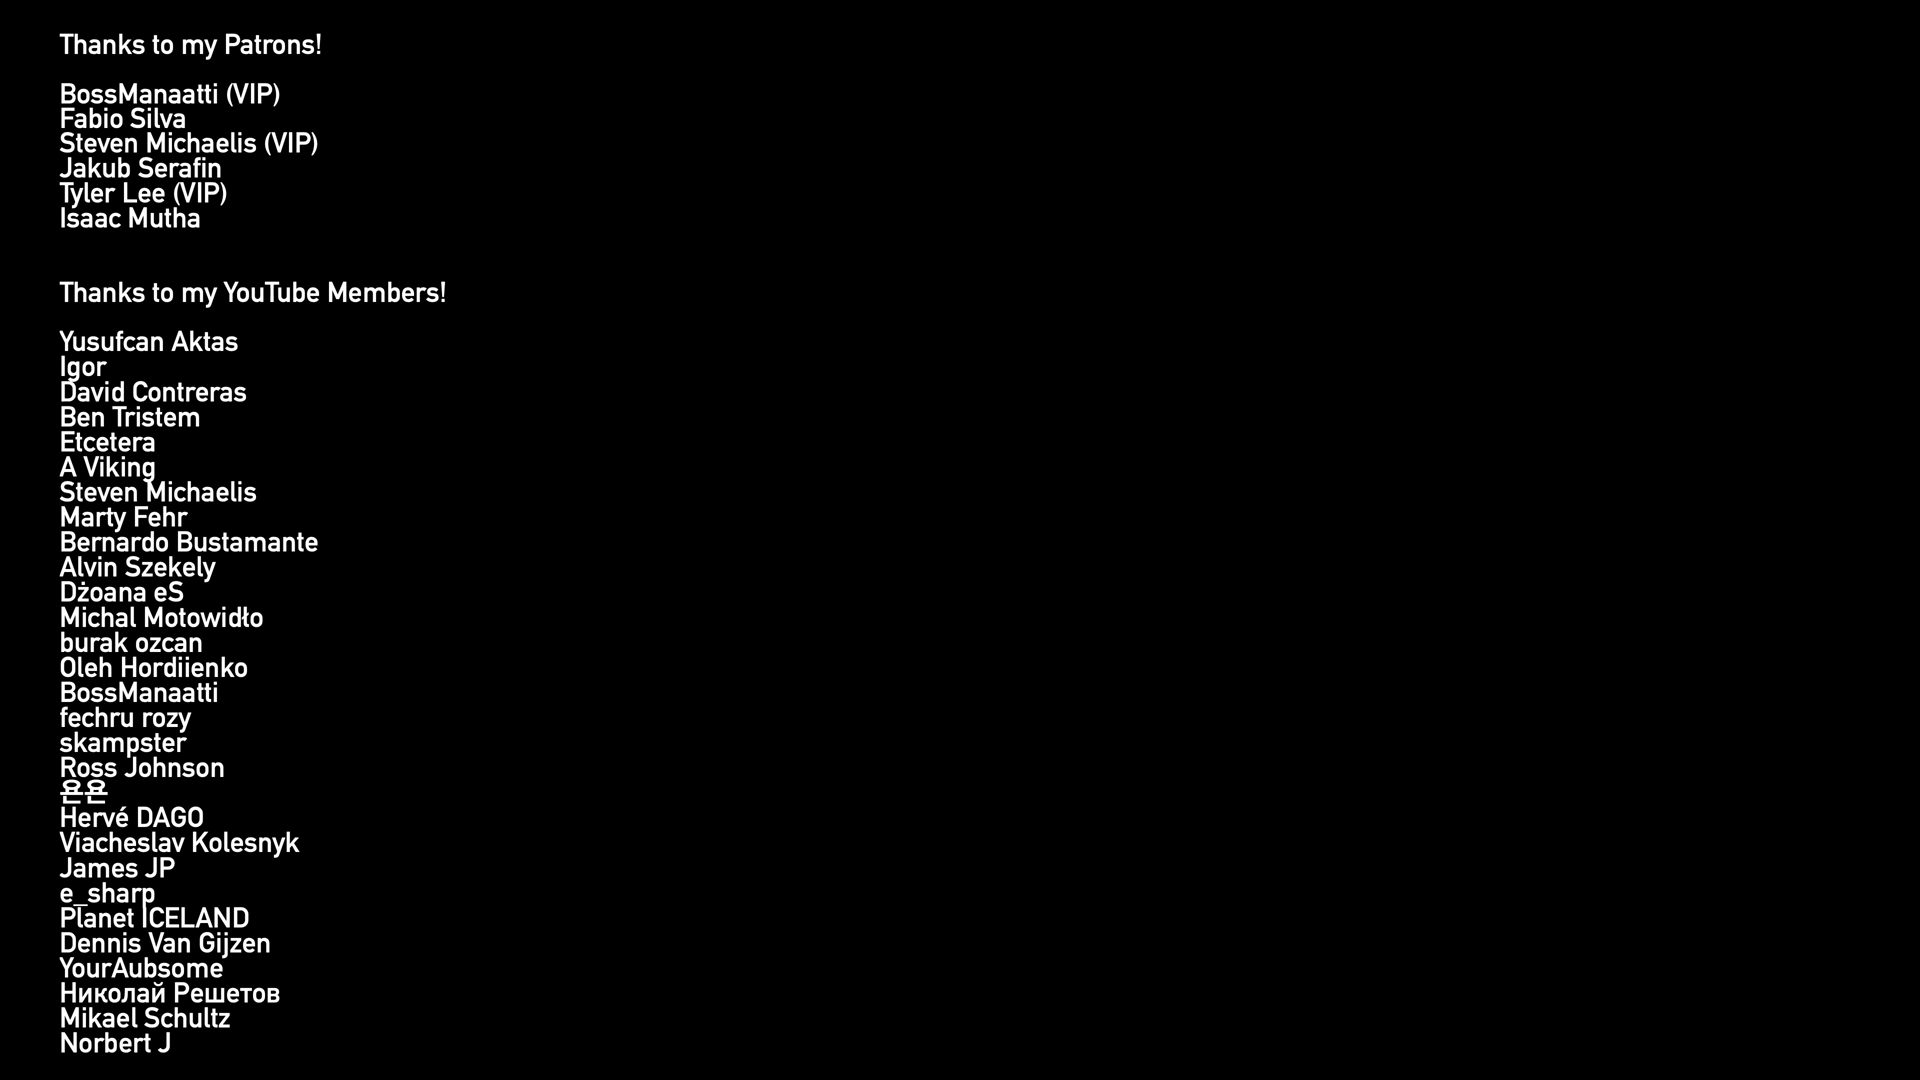 Thanks to my Patrons!
BossManaatti (VIP)
Fabio Silva
Steven Michaelis (VIP)
Jakub Serafin
Tyler Lee (VIP)
Isaac Mutha
Thanks to my YouTube Members!
Yusufcan Aktas
Igor
David Contreras
Ben Tristem
Etcetera
A Viking
Steven Michaelis
Marty Fehr
Bernardo Bustamante
Alvin Szekely
Dżoana eS
Michal Motowidło
burak ozcan
Oleh Hordiienko
BossManaatti
fechru rozy
skampster
Ross Johnson
욘욘
Hervé DAGO
Viacheslav Kolesnyk
James JP
e_sharp
Planet ICELAND
Dennis Van Gijzen
YourAubsome
Николай Решетов
Mikael Schultz
Norbert J